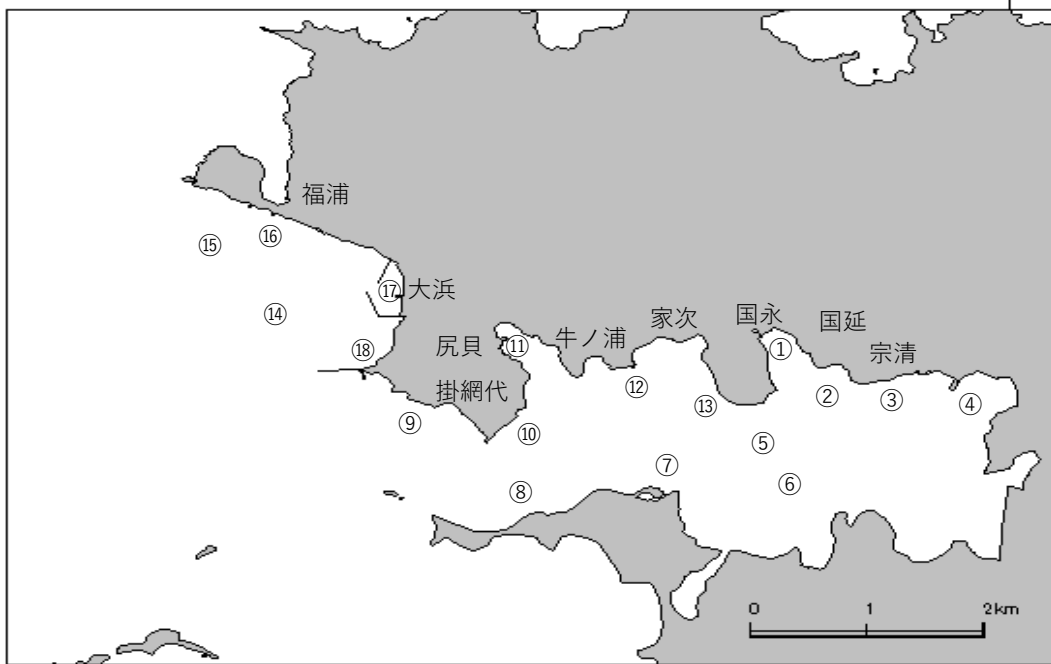 福浦
⑮ ⑯
⑰ 大浜
⑭
⑱
尻貝 ⑪ 牛ノ浦 家次 国永 ① 国延
宗清
掛網代 ⑫ ⑬ ② ③ ④
⑨ ⑩ ⑤
⑦
⑧ ⑥
0 1 2km